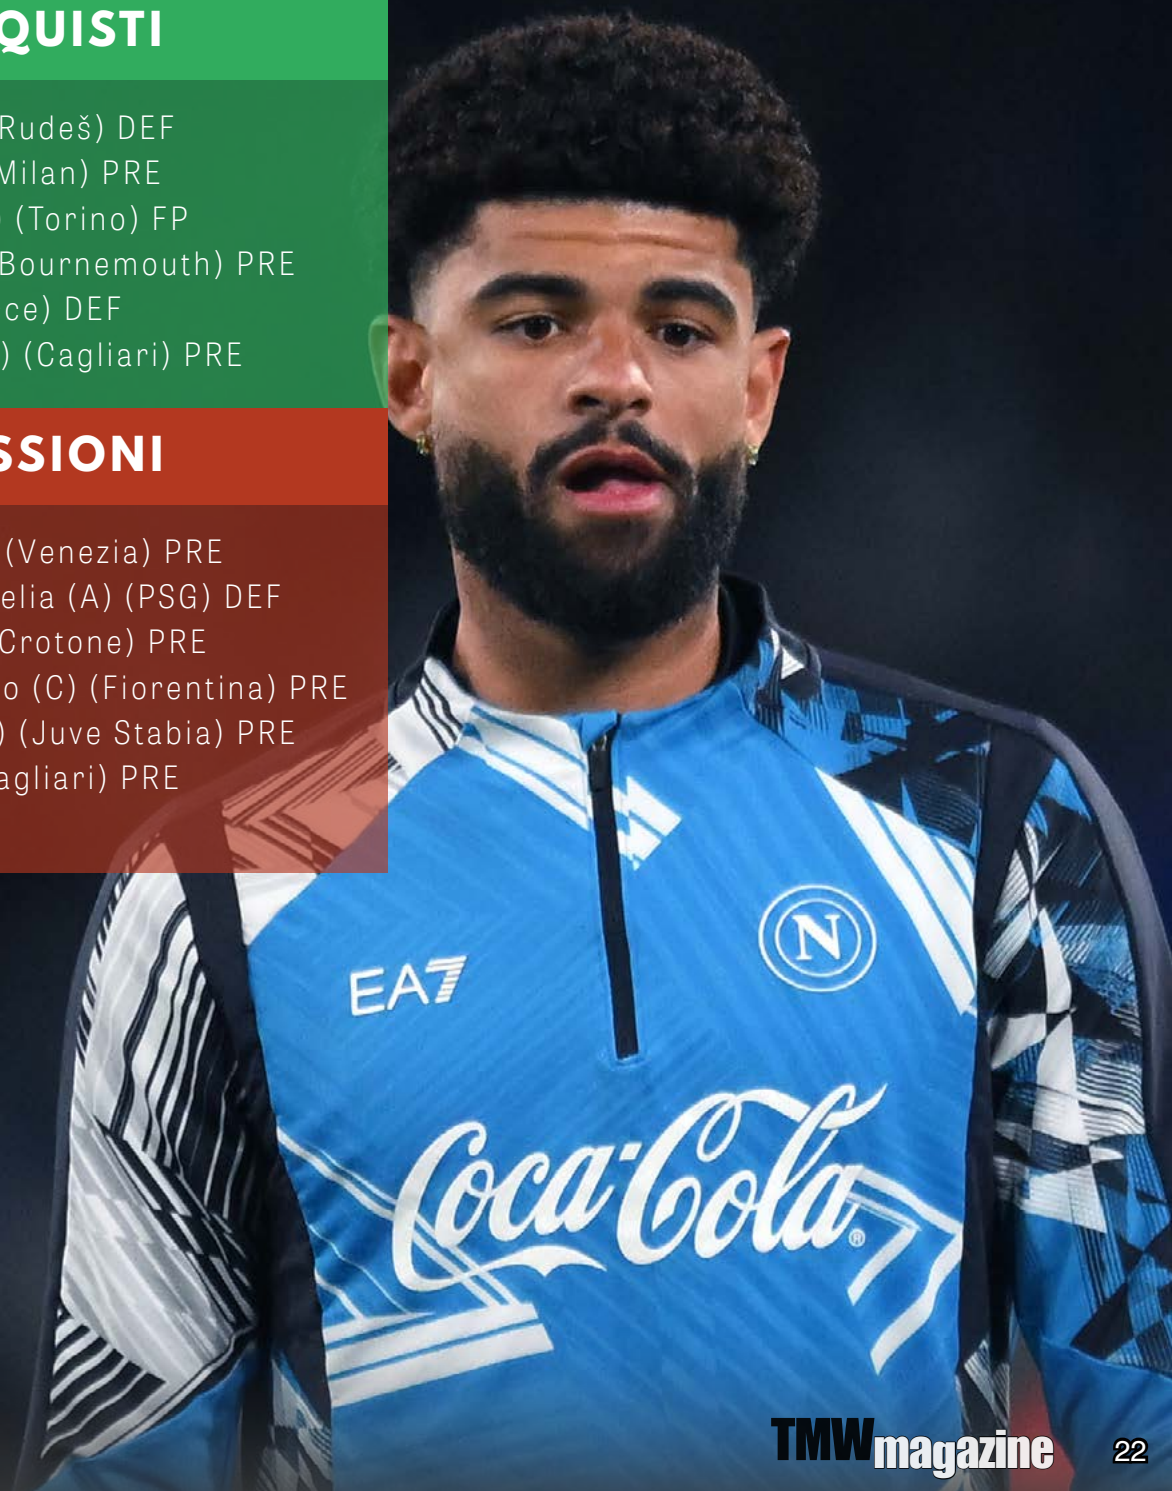 QUISTI
Rudeš) DEF
Milan) PRE
) (Torino) FP
Bournemouth) PRE
ce) DEF
) (Cagliari) PRE
SSIONI
(Venezia) PRE
elia (A) (PSG) DEF
Crotone) PRE
o (C) (Fiorentina) PRE
) (Juve Stabia) PRE
agliari) PRE
EA7
N
Coca-Cola®
TMWmagazine 22